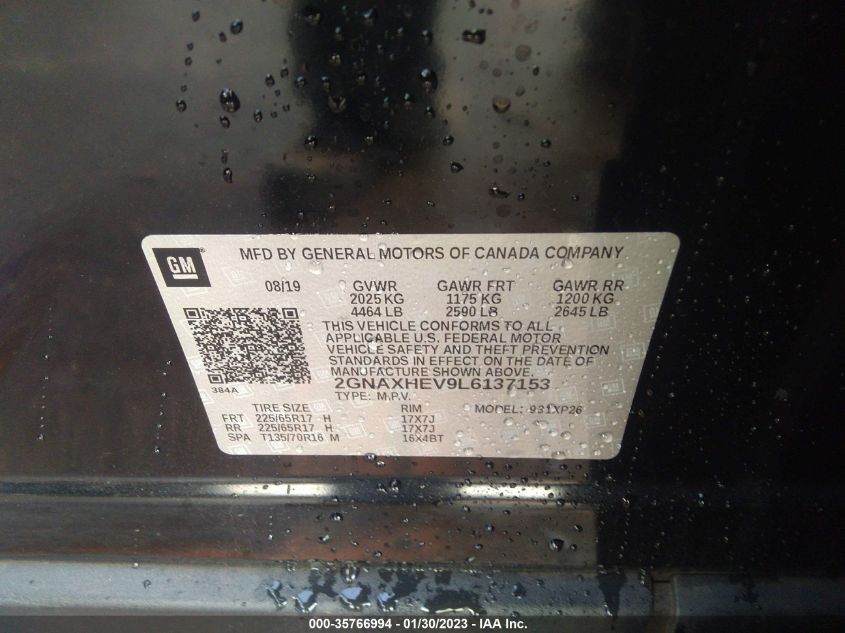 GM
MFD BY GENERAL MOTORS OF CANADA COMPANY
08/19 GVWR GAWR FRT GAWR RR
2025 KG 1175 KG 1200 KG
4464 LB 2590 LB 2645 LB
THIS VEHICLE CONFORMS TO ALL
APPLICABLE U.S. FEDERAL MOTOR
VEHICLE SAFETY AND THEFT PREVENTION
STANDARDS IN EFFECT ON THE DATE OF
MANUFACTURE SHOWN ABOVE.
384A 2GNAXHEV9L6137153
TYPE: M.P.V.
TIRE SIZE RIM MODEL: 931XP26
FRT 225/65R17 H 17X7J
RR 225/65R17 H 17X7J
SPA T135/70R16 M 16X4BT
000-35766994 - 01/30/2023 - IAA Inc.